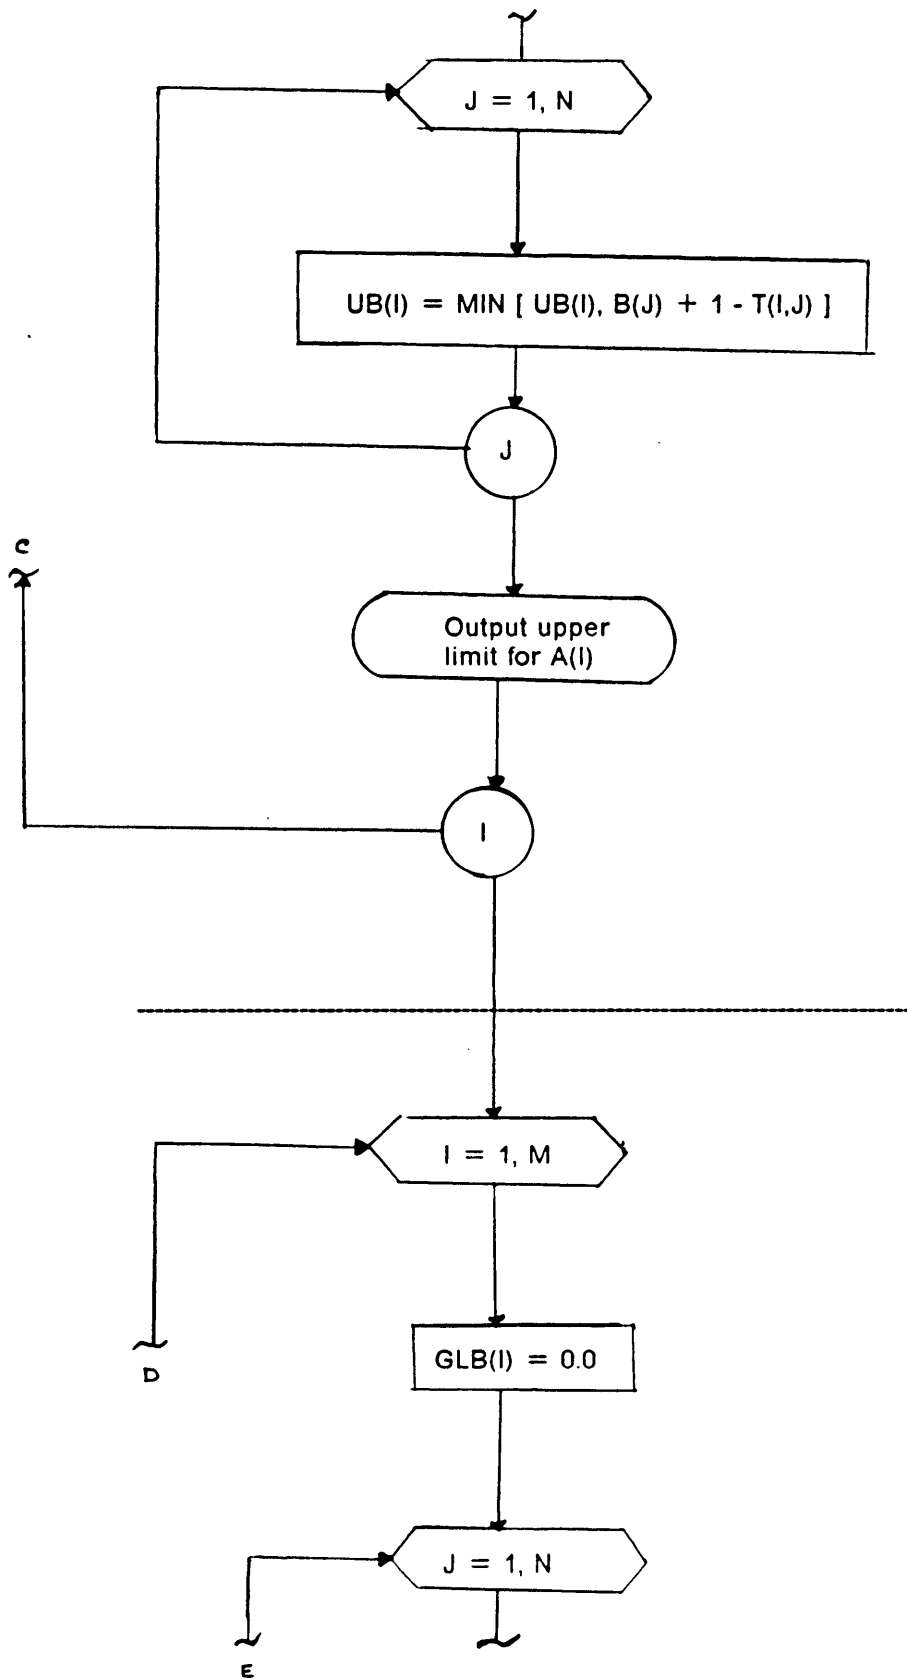 J = 1, N
UB(I) = MIN [ UB(I), B(J) + 1 - T(I,J) ]
J
C
Output upper
limit for A(I)
I
I = 1, M
D
GLB(I) = 0.0
J = 1, N
E